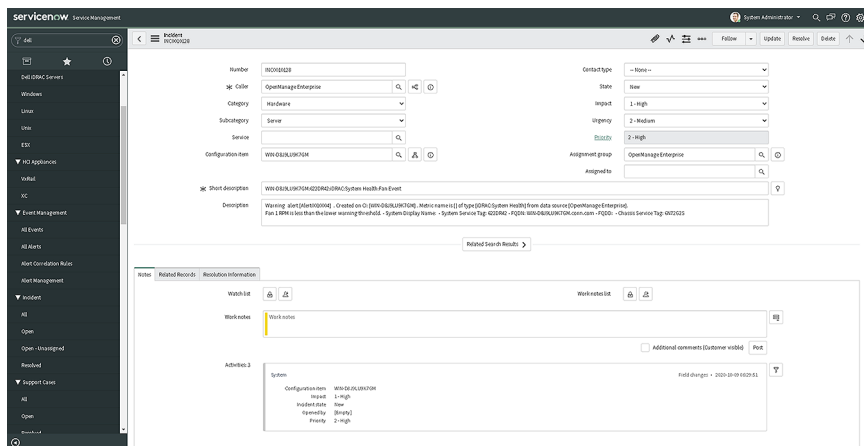 servicenow Service Management
System Administrator
dell
Dell iDRAC Servers
Windows
Linux
Unix
ESX
HCI Appliances
VxRail
XC
Event Management
All Events
All Alerts
Alert Correlation Rules
Alert Management
Incident
All
Open
Open - Unassigned
Resolved
Support Cases
All
Open
Incident
INC0010128
Follow
Update
Resolve
Delete
Number INC0010128
Caller OpenManage Enterprise
Category Hardware
Subcategory Server
Service
Configuration item WIN-D8J9LU9K7GM
Contact type -- None --
State New
Impact 1 - High
Urgency 2 - Medium
Priority 2 - High
Assignment group OpenManage Enterprise
Assigned to
Short description WIN-D8J9LU9K7GM:622DR42:iDRAC:System Health:Fan Event
Description Warning alert [Alert0010004] . Created on CI: [WIN-D8J9LU9K7GM] . Metric name is [] of type [iDRAC:System Health] from data source [OpenManage Enterprise].
Fan 1 RPM is less than the lower warning threshold. - System Display Name: - System Service Tag: 622DR42 - FQDN: WIN-D8J9LU9K7GM.cosn.com - FQDD: - Chassis Service Tag: 6N72G2S
Related Search Results
Notes Related Records Resolution Information
Watch list
Work notes list
Work notes Work notes
Additional comments (Customer visible) Post
Activities: 1
System Field changes • 2020-10-09 00:29:51
Configuration item WIN-D8J9LU9K7GM
Impact 1 - High
Incident state New
Opened by [Empty]
Priority 2 - High